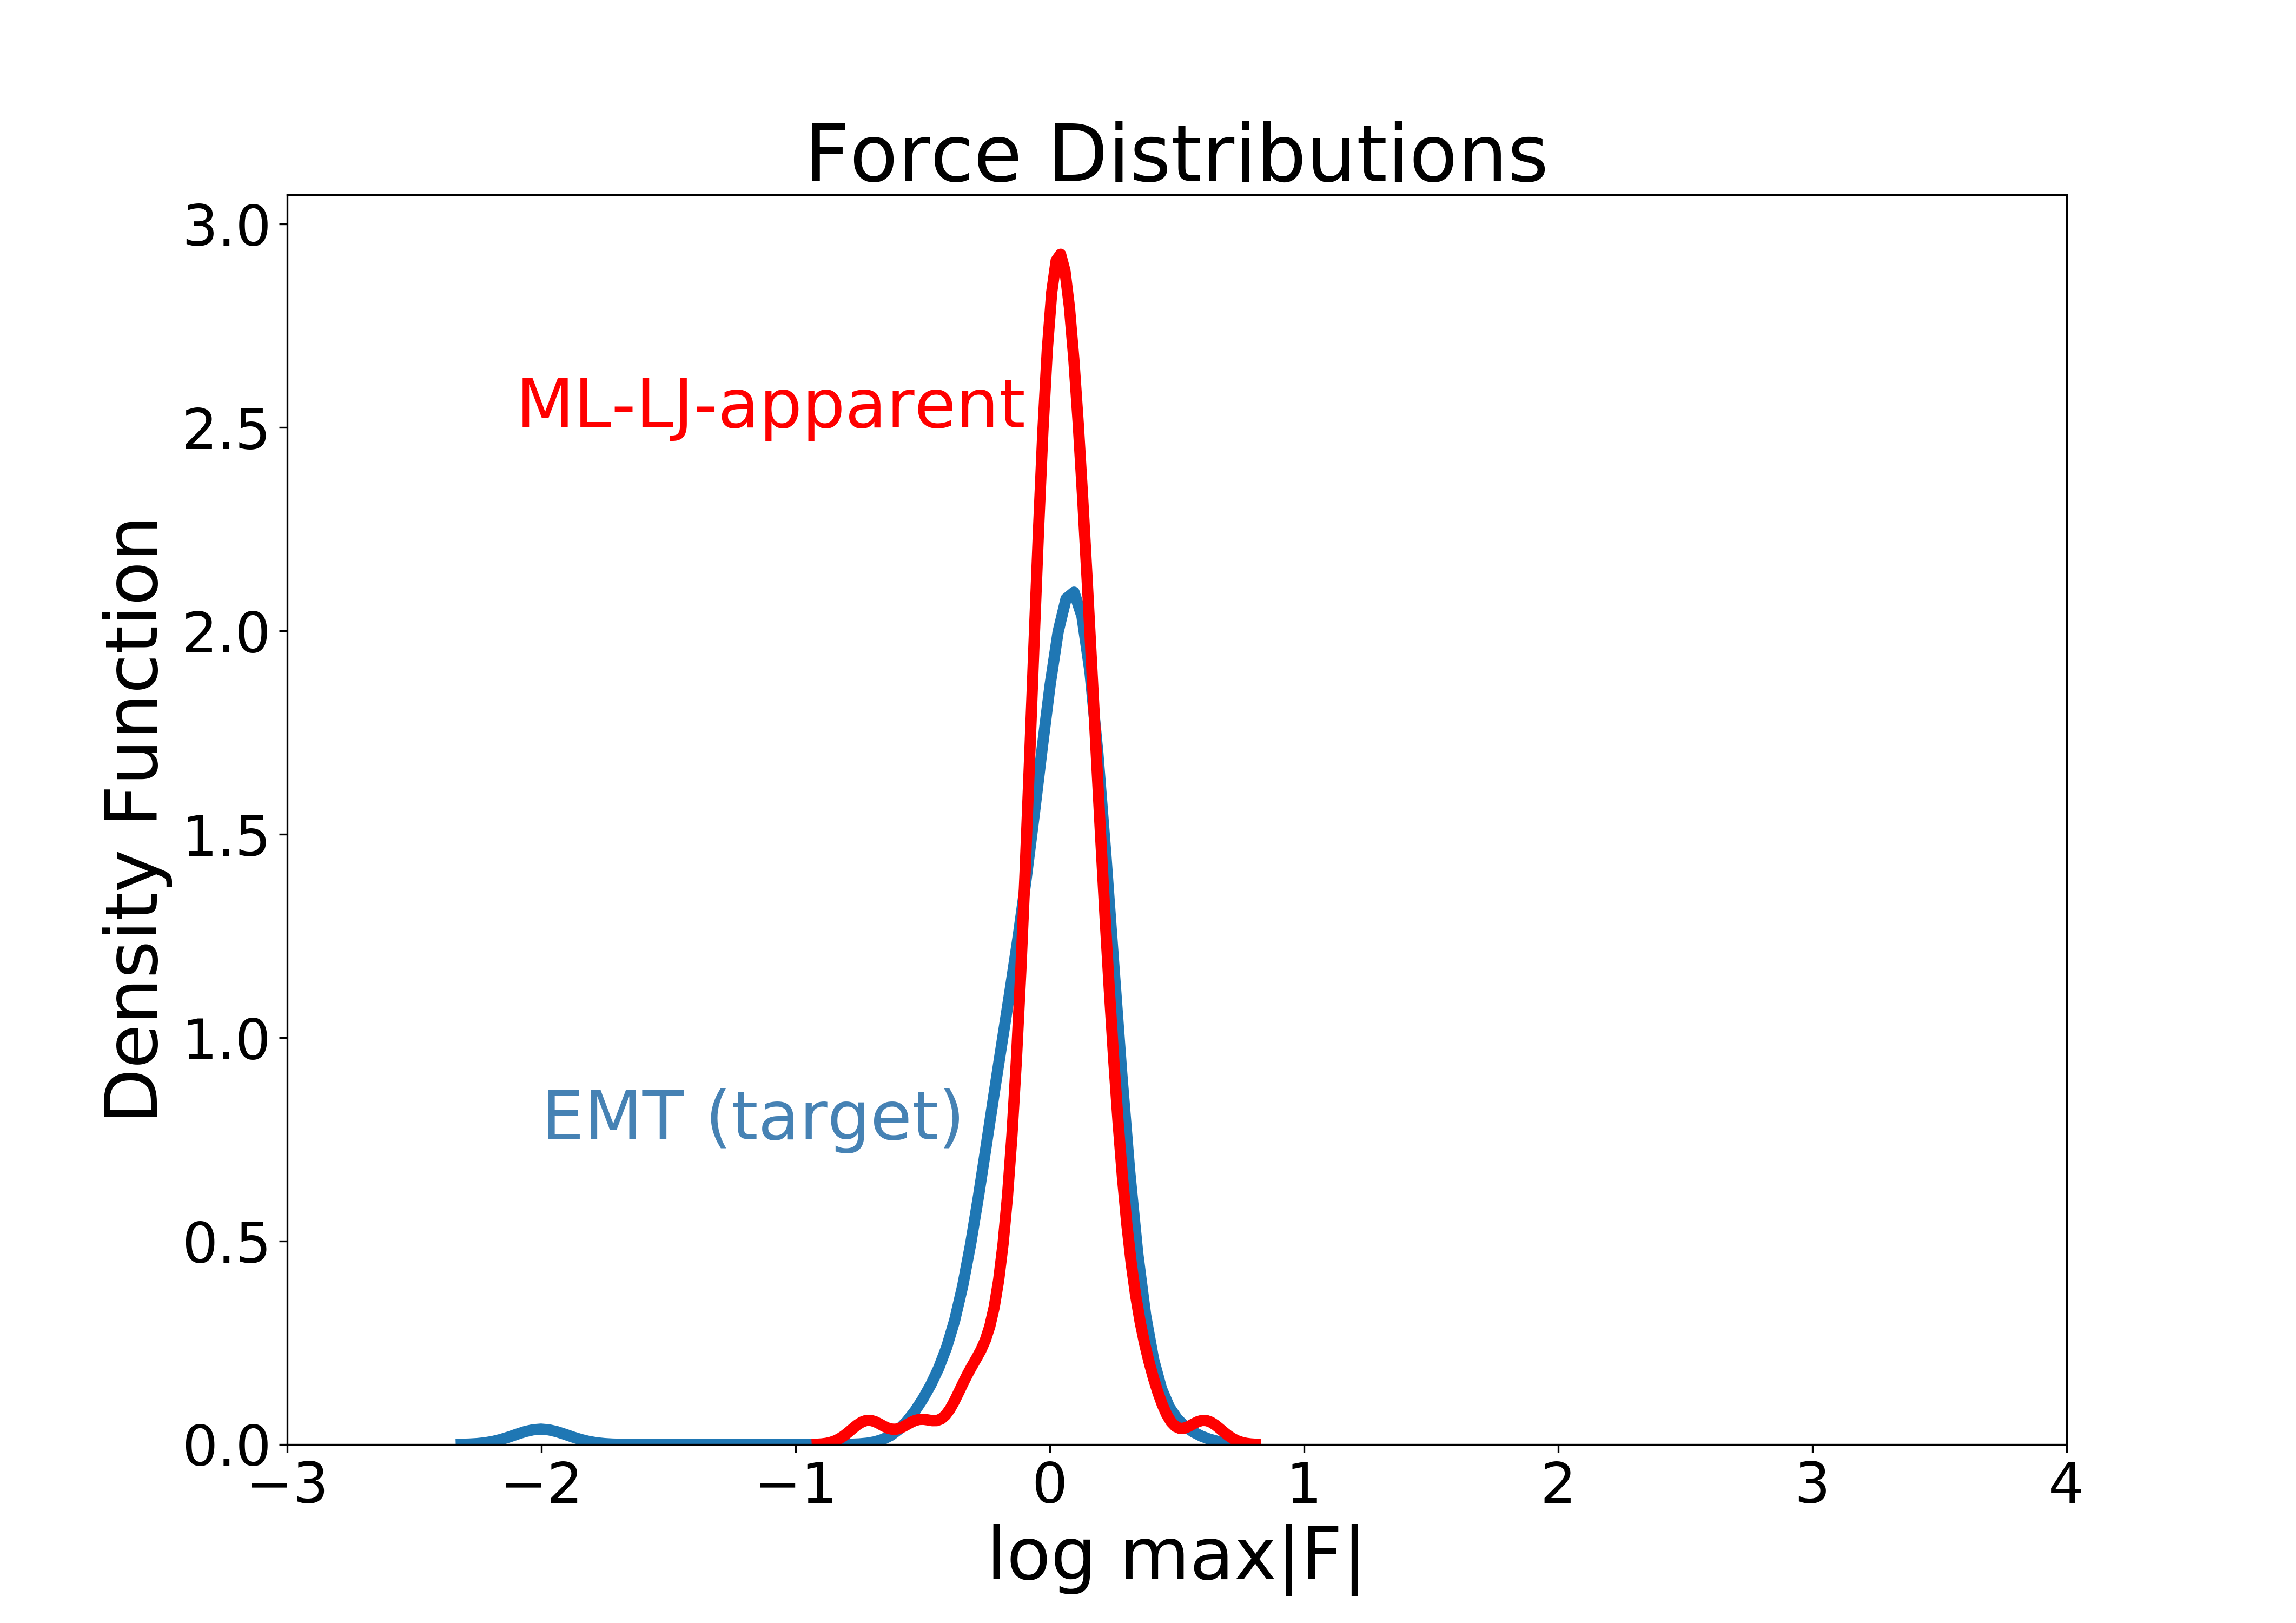 Force Distributions
3.0
2.5
2.0
1.5
1.0
0.5
0.0
Density Function
ML-LJ-apparent
EMT (target)
−3 −2 −1 0 1 2 3 4
log max|F|